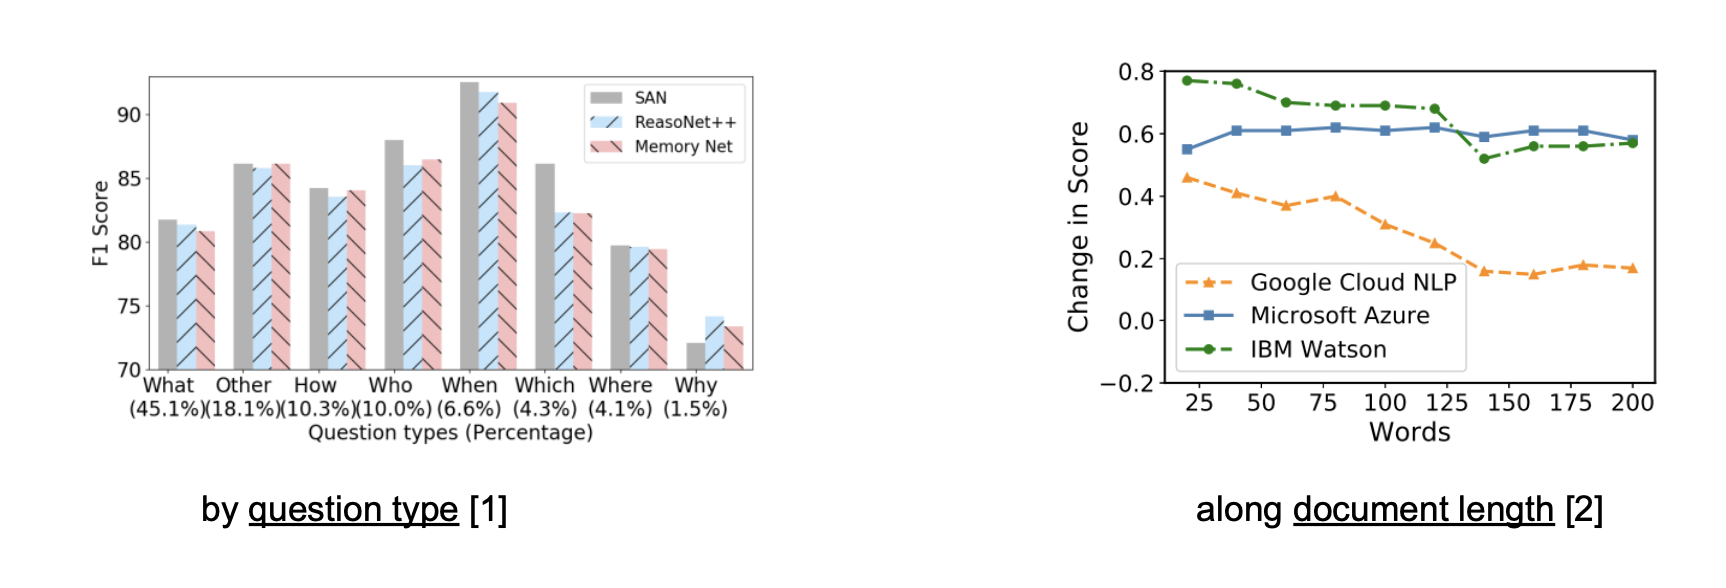 90
85
80
75
70
F1 Score
SAN
ReasoNet++
Memory Net
What Other How Who When Which Where Why
(45.1%)(18.1%)(10.3%)(10.0%) (6.6%) (4.3%) (4.1%) (1.5%)
Question types (Percentage)
by question type [1]
0.8
0.6
0.4
0.2
0.0
−0.2
Change in Score
Google Cloud NLP
Microsoft Azure
IBM Watson
25 50 75 100 125 150 175 200
Words
along document length [2]